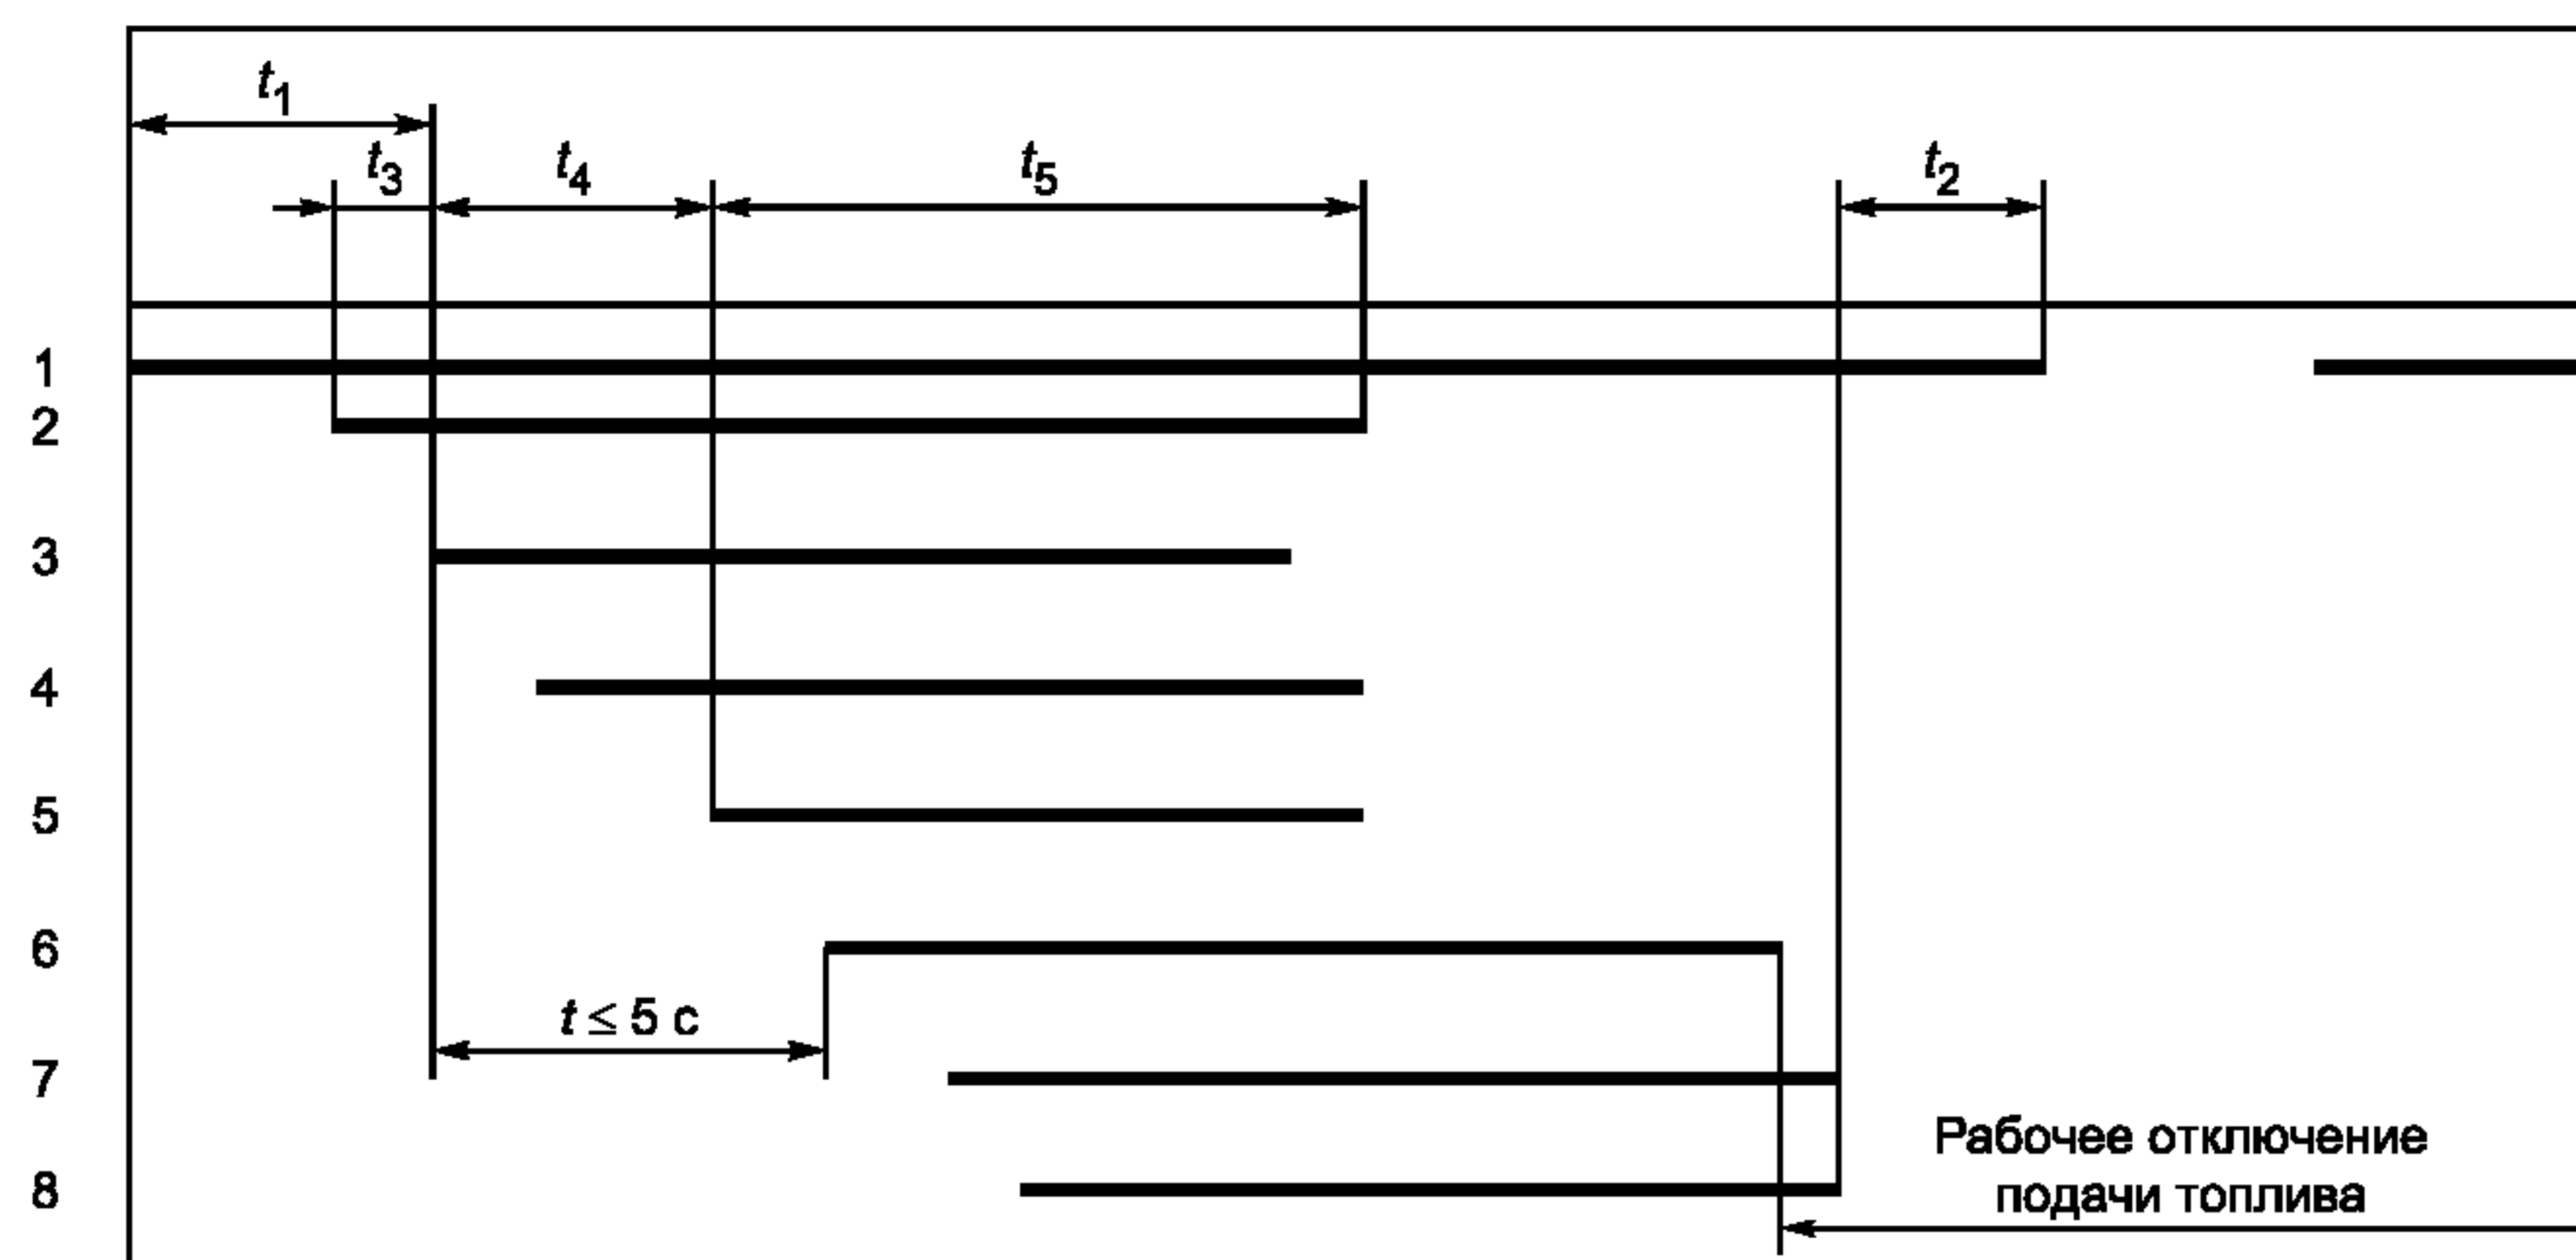 t1
t3 t4 t5 t2
1
2
3
4
5
6
t ≤ 5 с
7
Рабочее отключение
8 подачи топлива